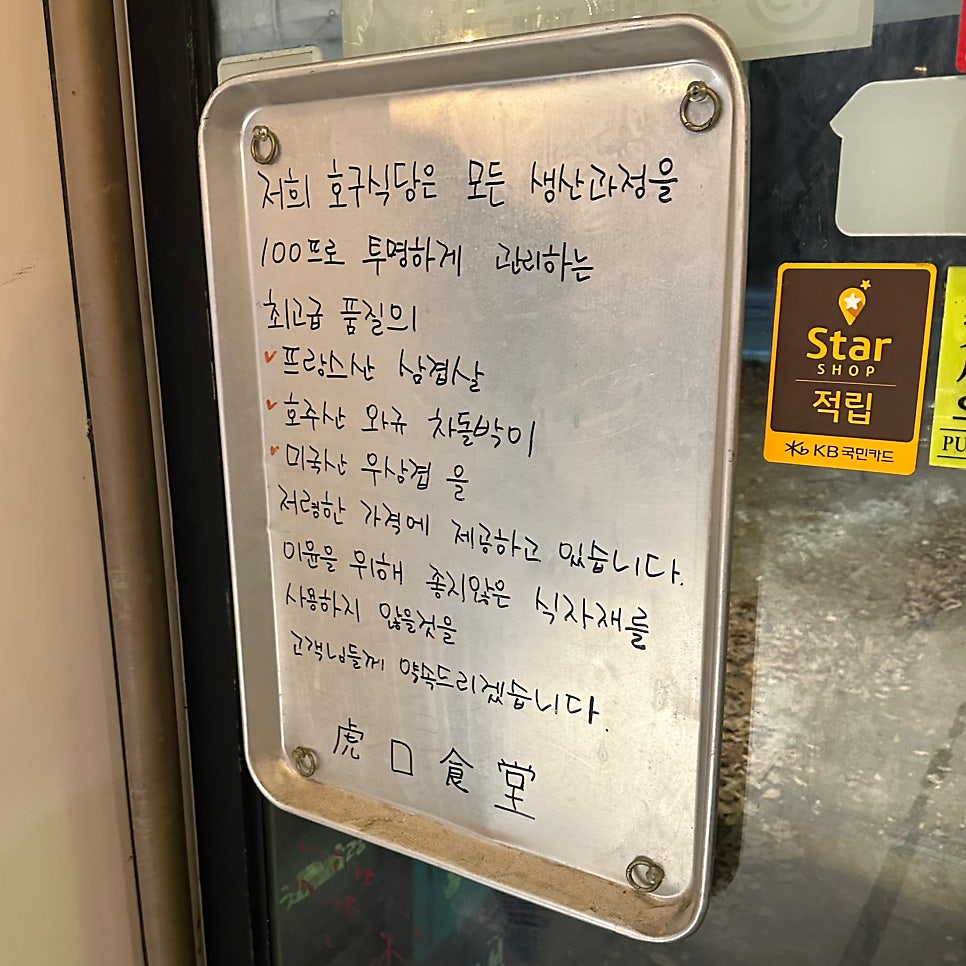 저희 호구식당은 모든 생산과정을
100프로 투명하게 관리하는
최고급 품질의
✓프랑스산 삼겹살
✓호주산 와규 차돌박이
✓미국산 우삼겹 을
저렴한 가격에 제공하고 있습니다.
이윤을 위해 좋지않은 식자재를
사용하지 않을것을
고객님들께 약속드리겠습니다.
虎口食堂
Star
SHOP
적립
KB국민카드
PU